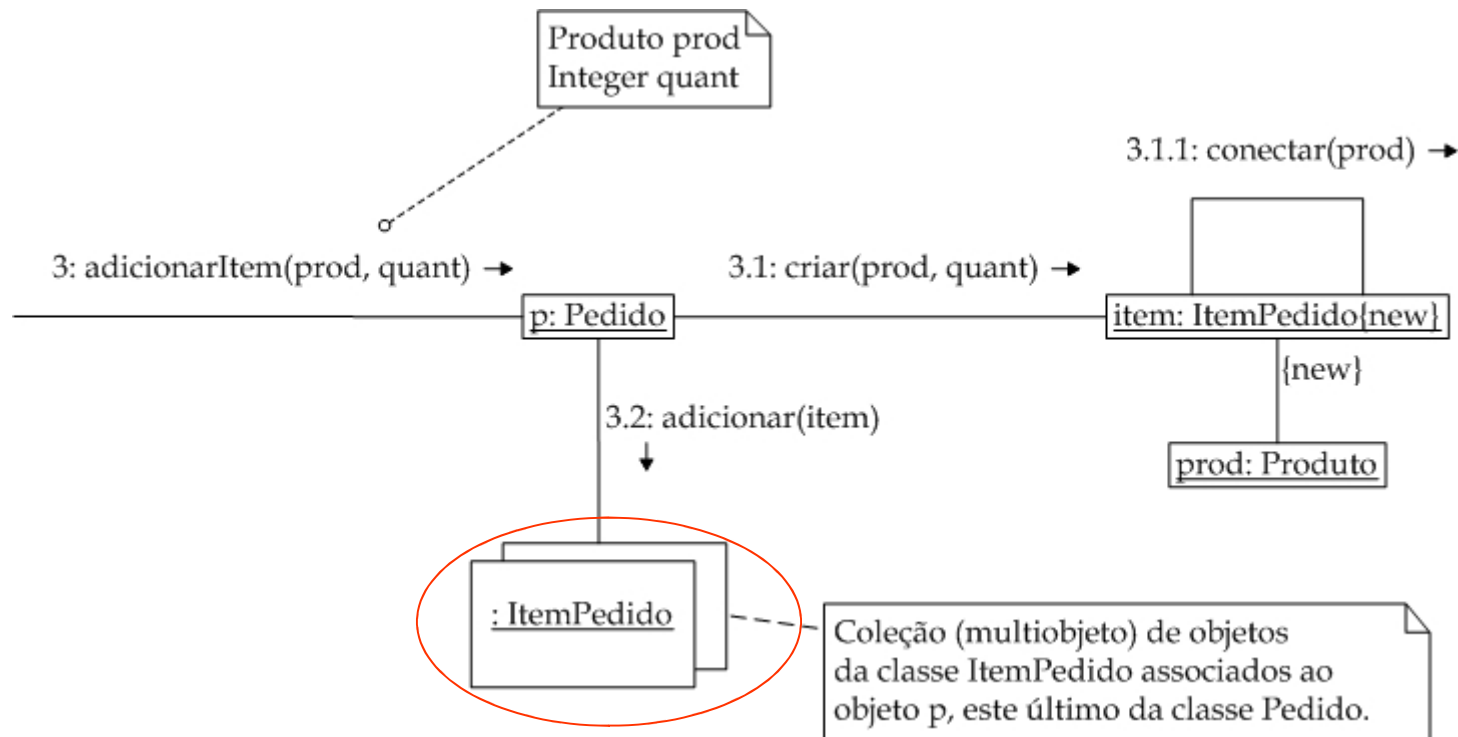 Produto prod
Integer quant
3.1.1: conectar(prod) →
3: adicionarItem(prod, quant) →
3.1: criar(prod, quant) →
p: Pedido
item: ItemPedido{new}
{new}
3.2: adicionar(item)
↓
prod: Produto
: ItemPedido
Coleção (multiobjeto) de objetos
da classe ItemPedido associados ao
objeto p, este último da classe Pedido.